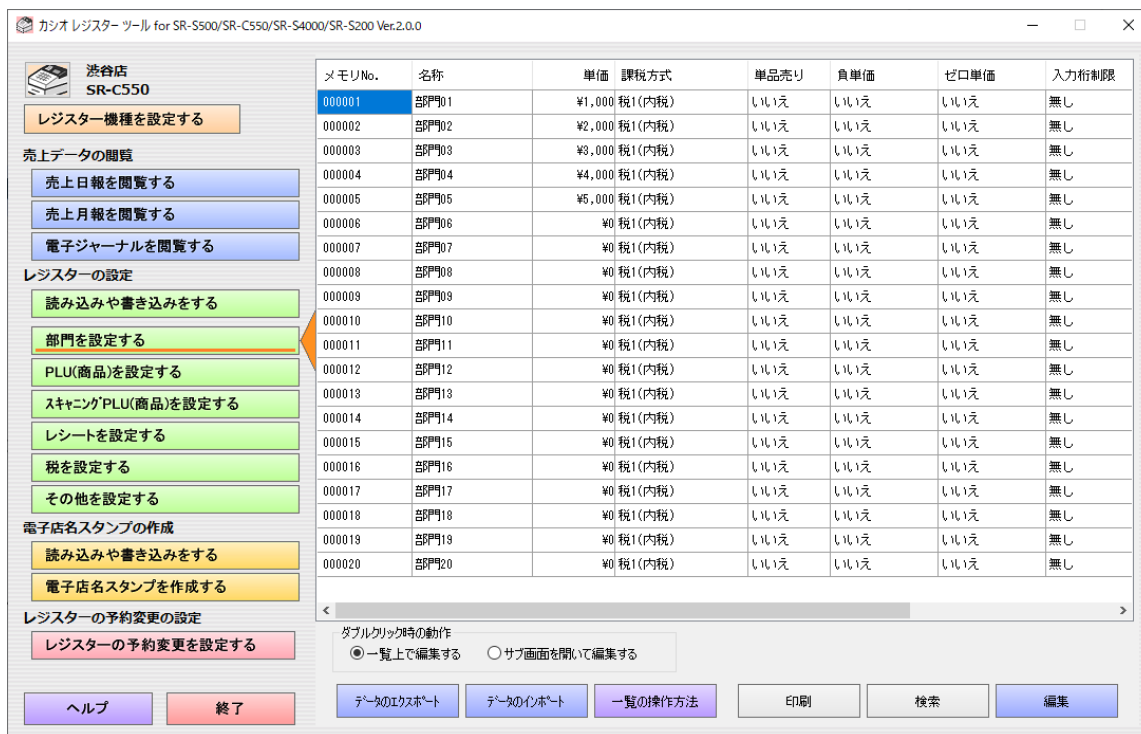 カシオ レジスター ツール for SR-S500/SR-C550/SR-S4000/SR-S200 Ver.2.0.0
渋谷店
SR-C550
レジスター機種を設定する
売上データの閲覧
売上日報を閲覧する
売上月報を閲覧する
電子ジャーナルを閲覧する
レジスターの設定
読み込みや書き込みをする
部門を設定する
PLU(商品)を設定する
スキャニングPLU(商品)を設定する
レシートを設定する
税を設定する
その他を設定する
電子店名スタンプの作成
読み込みや書き込みをする
電子店名スタンプを作成する
レジスターの予約変更の設定
レジスターの予約変更を設定する
ヘルプ 終了
メモリNo. 名称 単価 課税方式 単品売り 負単価 ゼロ単価 入力桁制限
000001 部門01 ¥1,000 税1(内税) いいえ いいえ いいえ 無し
000002 部門02 ¥2,000 税1(内税) いいえ いいえ いいえ 無し
000003 部門03 ¥3,000 税1(内税) いいえ いいえ いいえ 無し
000004 部門04 ¥4,000 税1(内税) いいえ いいえ いいえ 無し
000005 部門05 ¥5,000 税1(内税) いいえ いいえ いいえ 無し
000006 部門06 ¥0 税1(内税) いいえ いいえ いいえ 無し
000007 部門07 ¥0 税1(内税) いいえ いいえ いいえ 無し
000008 部門08 ¥0 税1(内税) いいえ いいえ いいえ 無し
000009 部門09 ¥0 税1(内税) いいえ いいえ いいえ 無し
000010 部門10 ¥0 税1(内税) いいえ いいえ いいえ 無し
000011 部門11 ¥0 税1(内税) いいえ いいえ いいえ 無し
000012 部門12 ¥0 税1(内税) いいえ いいえ いいえ 無し
000013 部門13 ¥0 税1(内税) いいえ いいえ いいえ 無し
000014 部門14 ¥0 税1(内税) いいえ いいえ いいえ 無し
000015 部門15 ¥0 税1(内税) いいえ いいえ いいえ 無し
000016 部門16 ¥0 税1(内税) いいえ いいえ いいえ 無し
000017 部門17 ¥0 税1(内税) いいえ いいえ いいえ 無し
000018 部門18 ¥0 税1(内税) いいえ いいえ いいえ 無し
000019 部門19 ¥0 税1(内税) いいえ いいえ いいえ 無し
000020 部門20 ¥0 税1(内税) いいえ いいえ いいえ 無し
ダブルクリック時の動作
一覧上で編集する サブ画面を開いて編集する
データのエクスポート データのインポート 一覧の操作方法 印刷 検索 編集